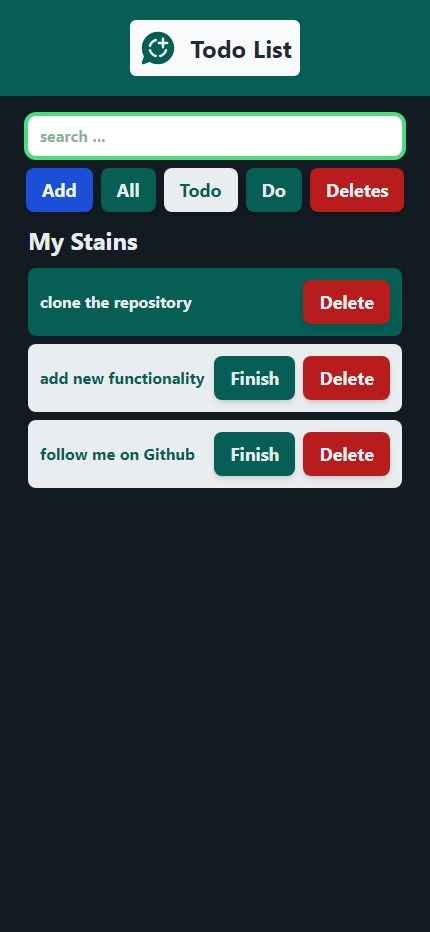 Todo List
search ...
Add All Todo Do Deletes
My Stains
clone the repository Delete
add new functionality Finish Delete
follow me on Github Finish Delete